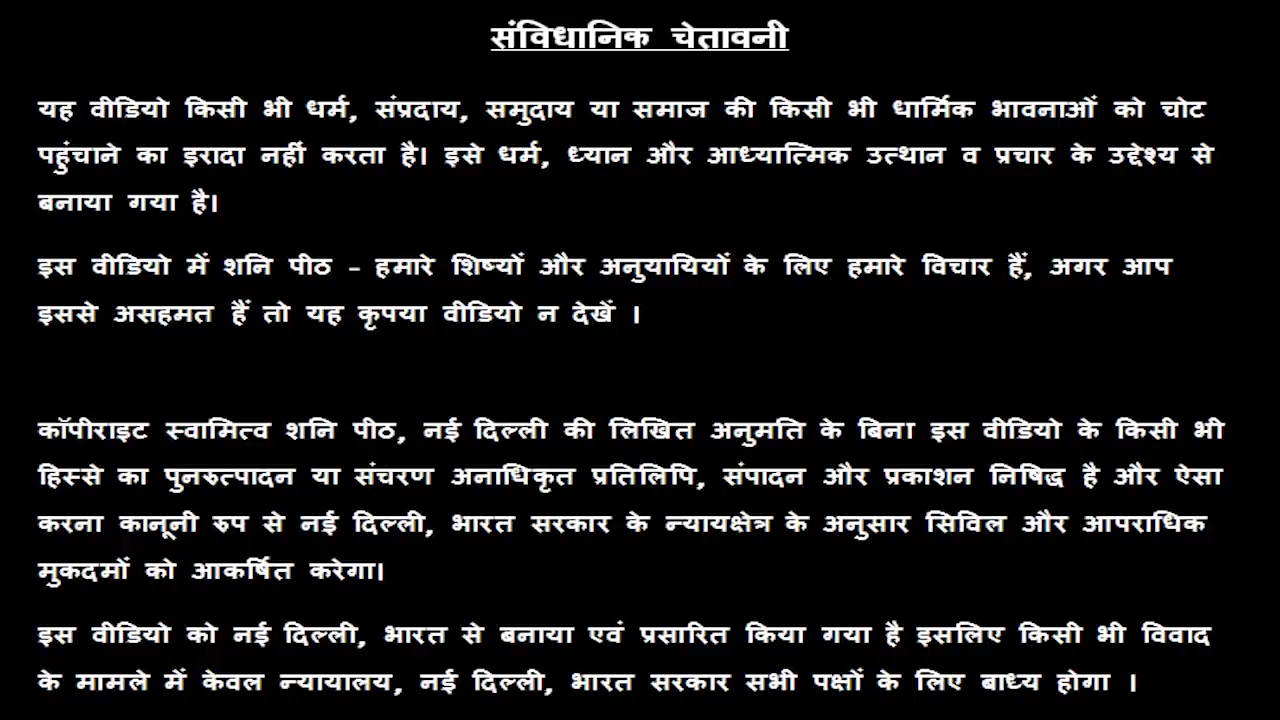 संविधानिक चेतावनी
यह वीडियो किसी भी धर्म, संप्रदाय, समुदाय या समाज की किसी भी धार्मिक भावनाओं को चोट
पहुंचाने का इरादा नहीं करता है। इसे धर्म, ध्यान और आध्यात्मिक उत्थान व प्रचार के उद्देश्य से
बनाया गया है।
इस वीडियो में शनि पीठ – हमारे शिष्यों और अनुयायियों के लिए हमारे विचार हैं, अगर आप
इससे असहमत हैं तो यह कृपया वीडियो न देखें ।
कॉपीराइट स्वामित्व शनि पीठ, नई दिल्ली की लिखित अनुमति के बिना इस वीडियो के किसी भी
हिस्से का पुनरुत्पादन या संचरण अनाधिकृत प्रतिलिपि, संपादन और प्रकाशन निषिद्ध है और ऐसा
करना कानूनी रुप से नई दिल्ली, भारत सरकार के न्यायक्षेत्र के अनुसार सिविल और आपराधिक
मुकदमों को आकर्षित करेगा।
इस वीडियो को नई दिल्ली, भारत से बनाया एवं प्रसारित किया गया है इसलिए किसी भी विवाद
के मामले में केवल न्यायालय, नई दिल्ली, भारत सरकार सभी पक्षों के लिए बाध्य होगा ।